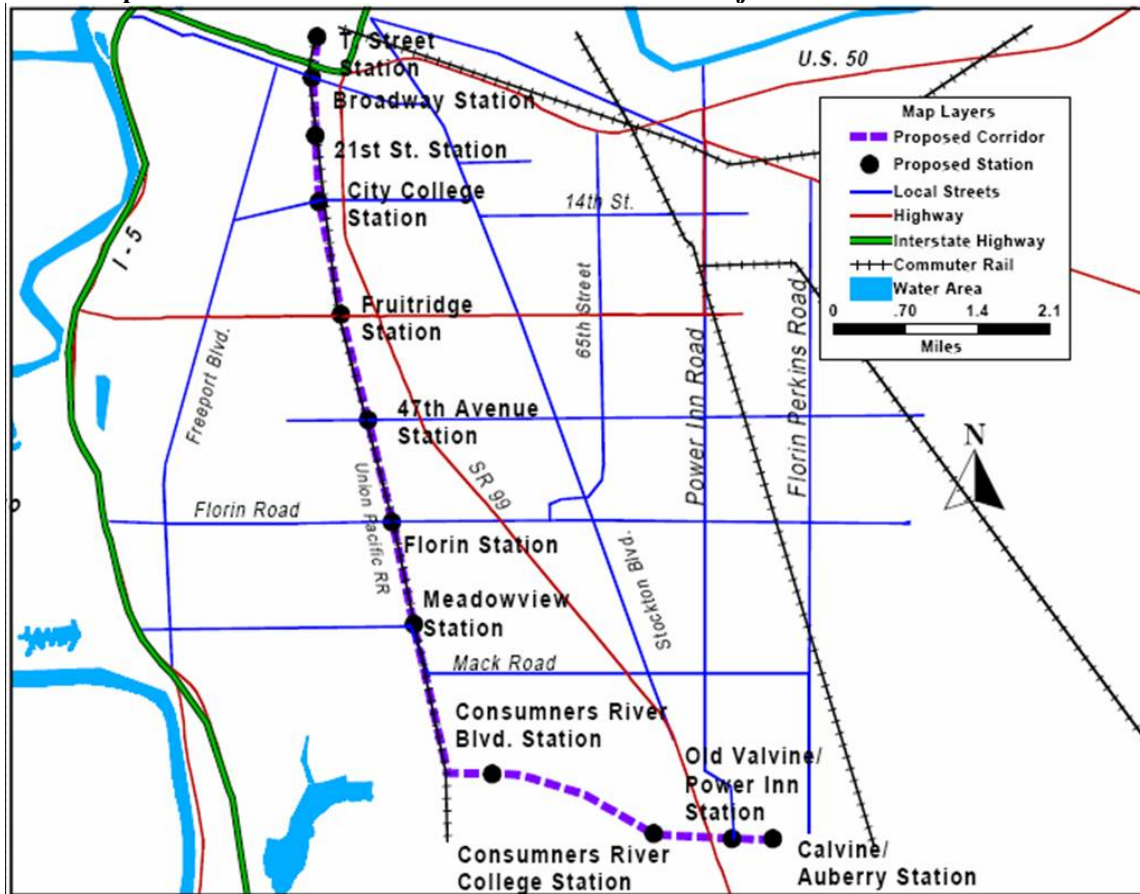 T Street
Station
Broadway Station
21st St. Station
City College
Station
Fruitridge
Station
47th Avenue
Station
Florin Station
Meadowview
Station
Consumners River
Blvd. Station
Consumners River
College Station
Old Valvine/
Power Inn
Station
Calvine/
Auberry Station
U.S. 50
I - 5
14th St.
65th Street
Freeport Blvd.
Power Inn Road
Florin Perkins Road
SR 99
Florin Road
Union Pacific RR
Stockton Blvd.
Mack Road
N
Map Layers
Proposed Corridor
Proposed Station
Local Streets
Highway
Interstate Highway
Commuter Rail
Water Area
0 .70 1.4 2.1
Miles